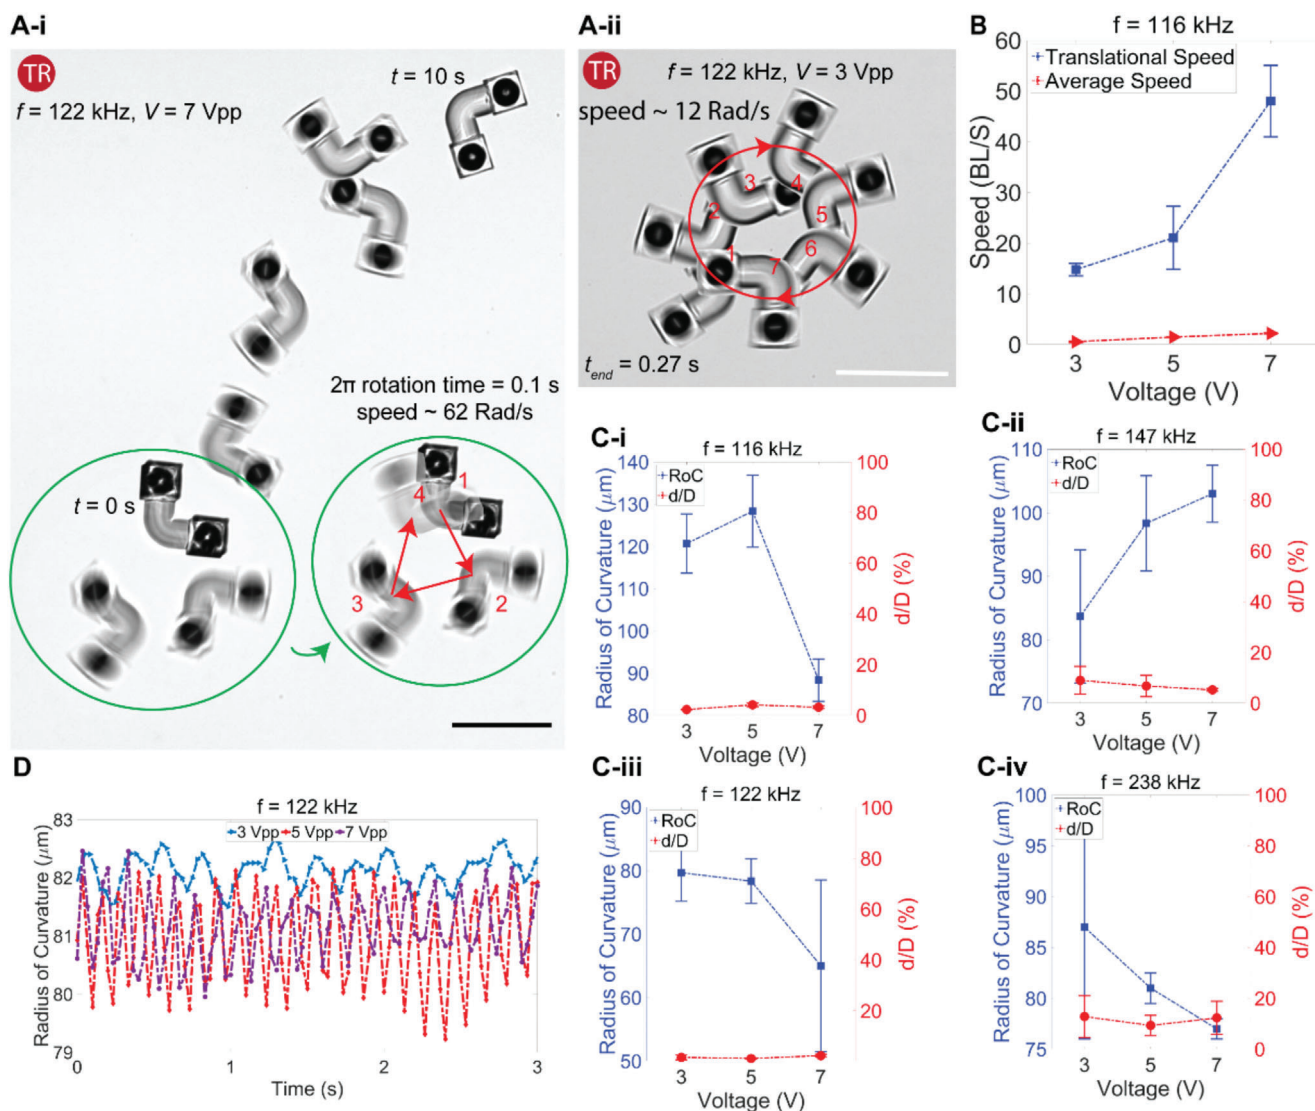 A-i
TR
f = 122 kHz, V = 7 Vpp
t = 10 s
t = 0 s
2π rotation time = 0.1 s
speed ~ 62 Rad/s
1
4
3
2
A-ii
TR
f = 122 kHz, V = 3 Vpp
speed ~ 12 Rad/s
3
4
2
5
1
6
7
t_end = 0.27 s
B
f = 116 kHz
Translational Speed
Average Speed
Speed (BL/S)
60
50
40
30
20
10
0
3
5
7
Voltage (V)
C-i
f = 116 kHz
RoC
d/D
Radius of Curvature (μm)
140
130
120
110
100
90
80
100
80
60
40
20
0
d/D (%)
3
5
7
Voltage (V)
C-ii
f = 147 kHz
RoC
d/D
Radius of Curvature (μm)
110
100
90
80
70
100
80
60
40
20
0
d/D (%)
3
5
7
Voltage (V)
D
f = 122 kHz
3 Vpp 5 Vpp 7 Vpp
Radius of Curvature (μm)
83
82
81
80
79
0
1
2
3
Time (s)
C-iii
f = 122 kHz
RoC
d/D
Radius of Curvature (μm)
90
80
70
60
50
100
80
60
40
20
d/D (%)
3
5
7
Voltage (V)
C-iv
f = 238 kHz
RoC
d/D
Radius of Curvature (μm)
100
95
90
85
80
75
100
80
60
40
20
0
d/D (%)
3
5
7
Voltage (V)